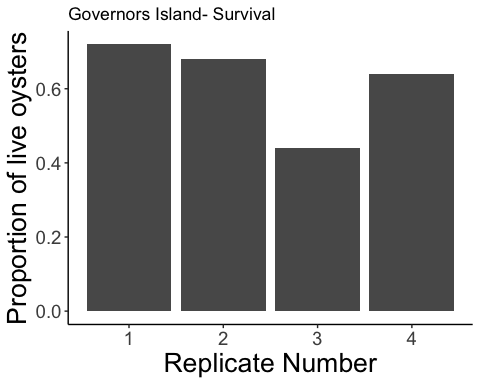 Governors Island- Survival
Proportion of live oysters
0.6
0.4
0.2
0.0
1 2 3 4
Replicate Number